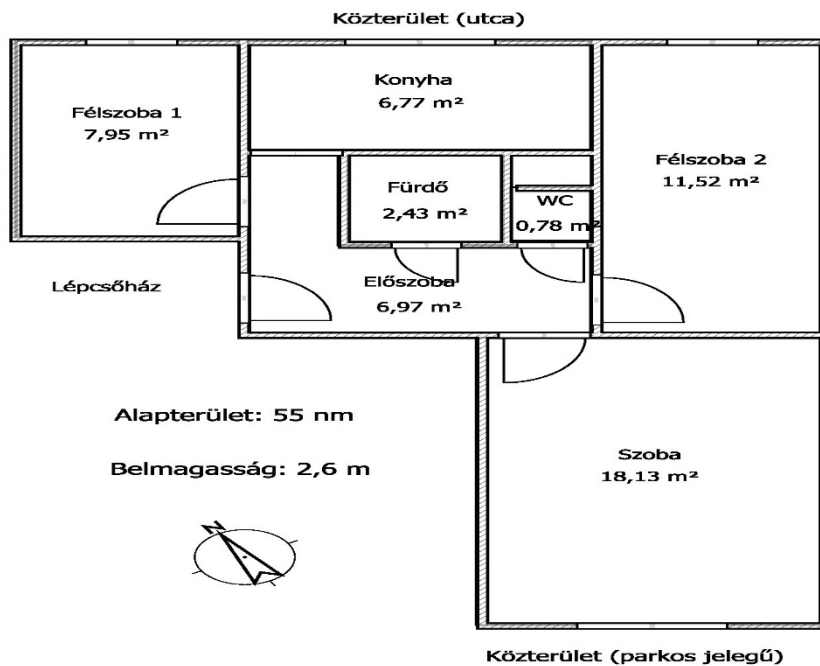 Közterület (utca)
Konyha
6,77 m²
Félszoba 1
7,95 m²
Félszoba 2
11,52 m²
Fürdő
2,43 m²
WC
0,78 m²
Lépcsőház
Előszoba
6,97 m²
Alapterület: 55 nm
Belmagasság: 2,6 m
Szoba
18,13 m²
N
Közterület (parkos jelegű)